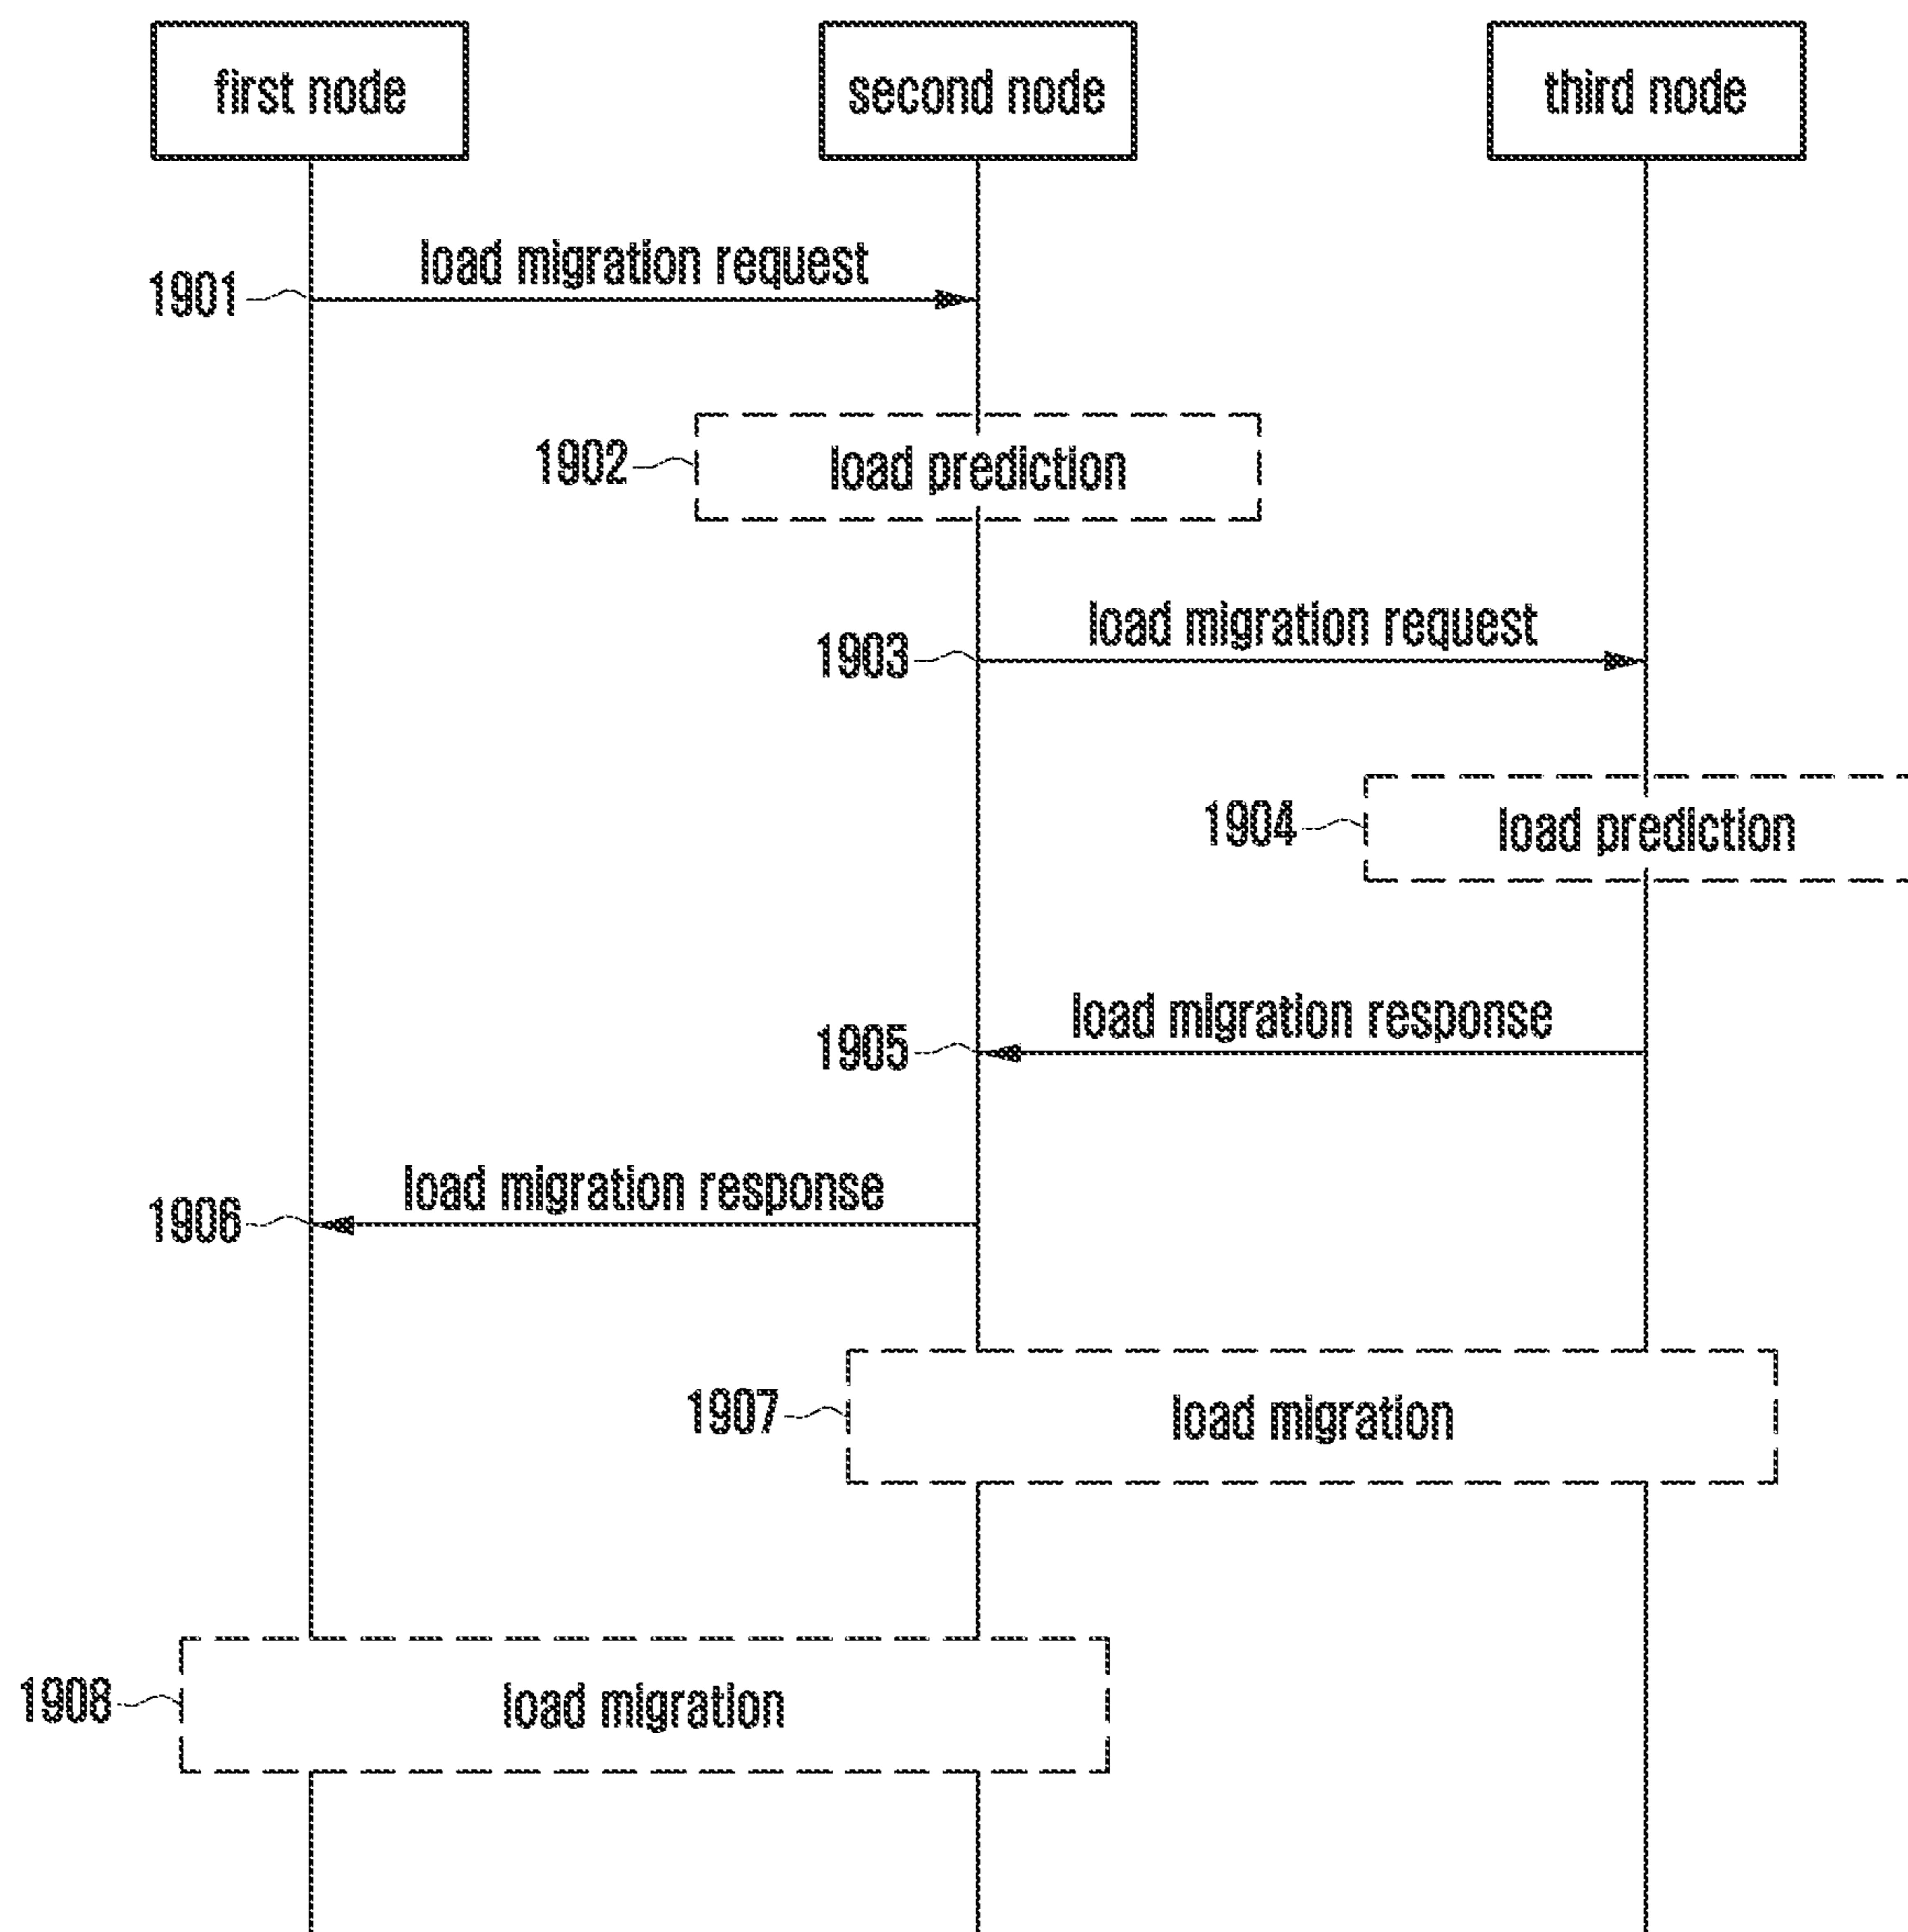 first node
second node
third node
load migration request
1901
1902
load prediction
load migration request
1903
1904
load prediction
load migration response
1905
load migration response
1906
1907
load migration
1908
load migration